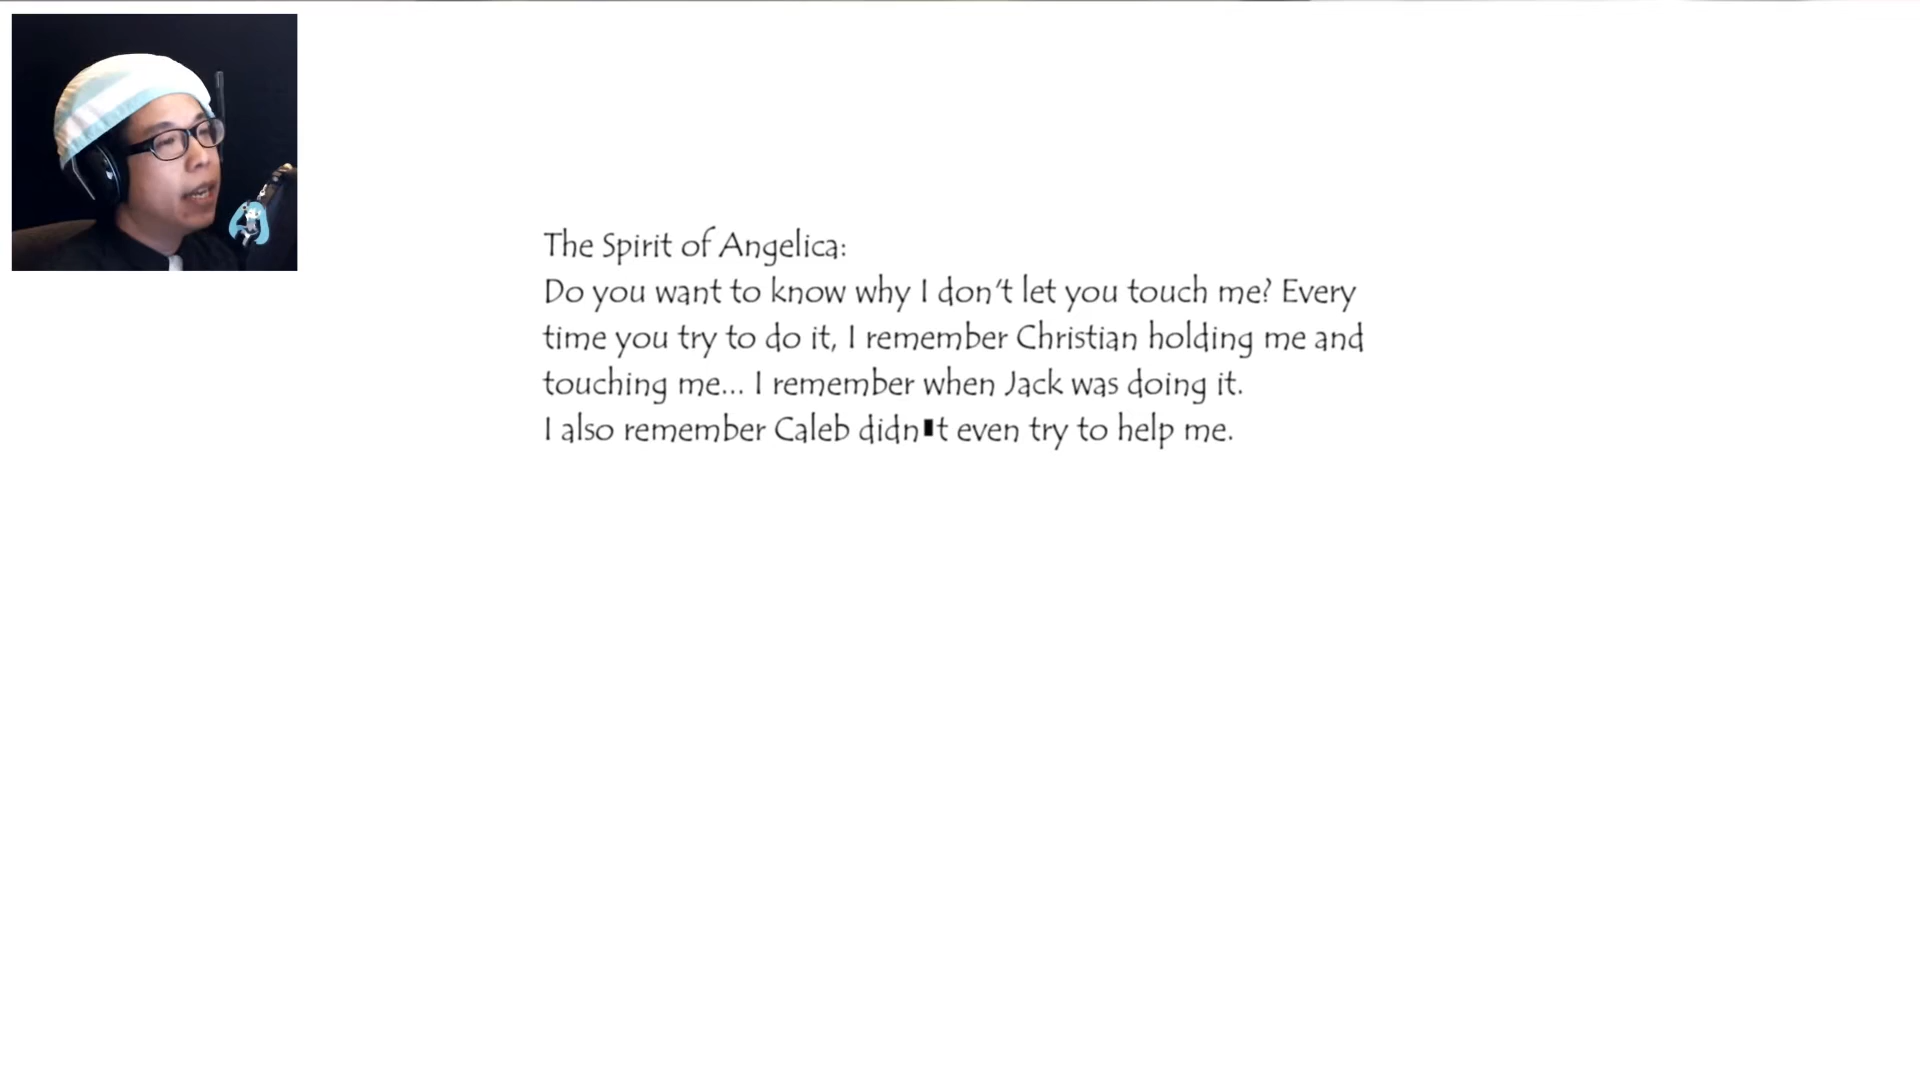 The Spirit of Angelica:
Do you want to know why I don't let you touch me? Every
time you try to do it, I remember Christian holding me and
touching me... I remember when Jack was doing it.
I also remember Caleb didn▮t even try to help me.